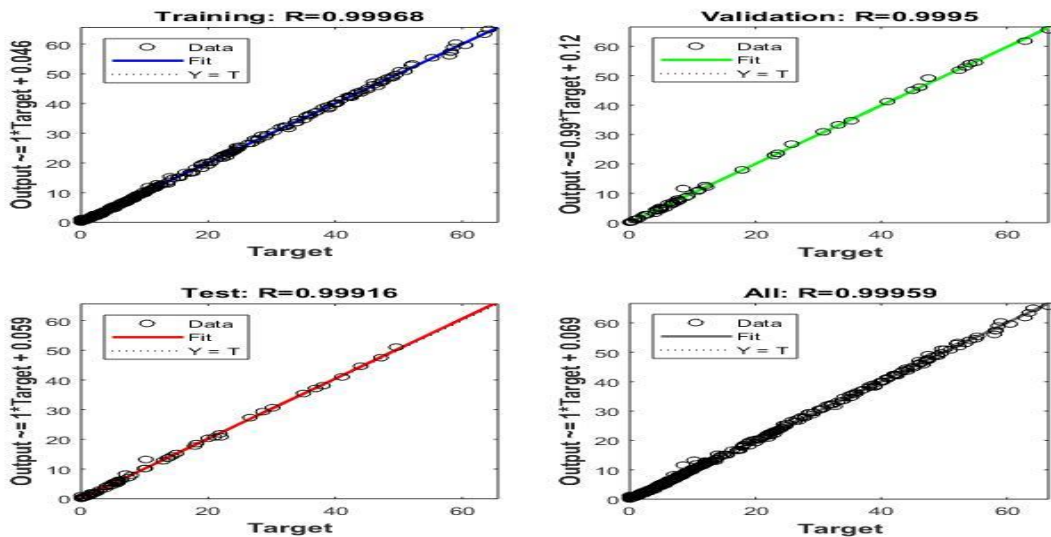 Training: R=0.99968
Output ~= 1*Target + 0.046
60
50
40
30
20
10
0
Data
Fit
Y = T
0 20 40 60
Target
Validation: R=0.9995
Output ~= 0.99*Target + 0.12
60
50
40
30
20
10
0
Data
Fit
Y = T
0 20 40 60
Target
Test: R=0.99916
Output ~= 1*Target + 0.059
60
50
40
30
20
10
0
Data
Fit
Y = T
0 20 40 60
Target
All: R=0.99959
Output ~= 1*Target + 0.069
60
50
40
30
20
10
0
Data
Fit
Y = T
0 20 40 60
Target